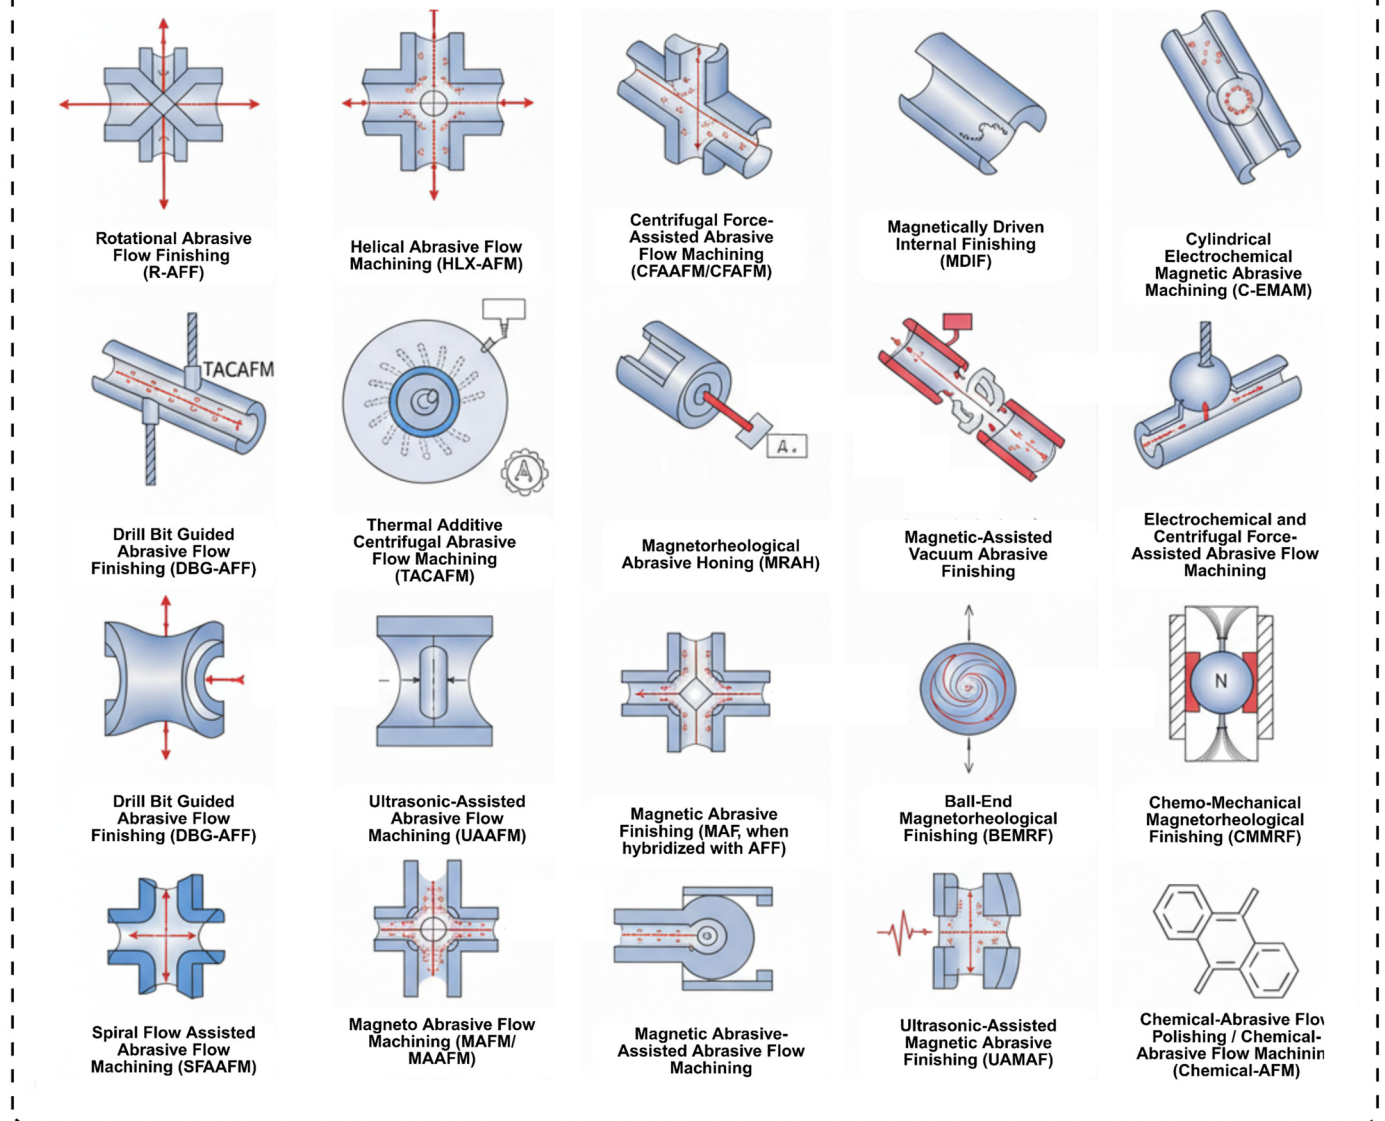 Rotational Abrasive
Flow Finishing
(R-AFF)
Helical Abrasive Flow
Machining (HLX-AFM)
Centrifugal Force-
Assisted Abrasive
Flow Machining
(CFAAFM/CFAFM)
Magnetically Driven
Internal Finishing
(MDIF)
Cylindrical
Electrochemical
Magnetic Abrasive
Machining (C-EMAM)
TACAFM
A
A.
Drill Bit Guided
Abrasive Flow
Finishing (DBG-AFF)
Thermal Additive
Centrifugal Abrasive
Flow Machining
(TACAFM)
Magnetorheological
Abrasive Honing (MRAH)
Magnetic-Assisted
Vacuum Abrasive
Finishing
Electrochemical and
Centrifugal Force-
Assisted Abrasive Flow
Machining
N
Drill Bit Guided
Abrasive Flow
Finishing (DBG-AFF)
Ultrasonic-Assisted
Abrasive Flow
Machining (UAAFM)
Magnetic Abrasive
Finishing (MAF, when
hybridized with AFF)
Ball-End
Magnetorheological
Finishing (BEMRF)
Chemo-Mechanical
Magnetorheological
Finishing (CMMRF)
Spiral Flow Assisted
Abrasive Flow
Machining (SFAAFM)
Magneto Abrasive Flow
Machining (MAFM/
MAAFM)
Magnetic Abrasive-
Assisted Abrasive Flow
Machining
Ultrasonic-Assisted
Magnetic Abrasive
Finishing (UAMAF)
Chemical-Abrasive Flow
Polishing / Chemical-
Abrasive Flow Machinin
(Chemical-AFM)